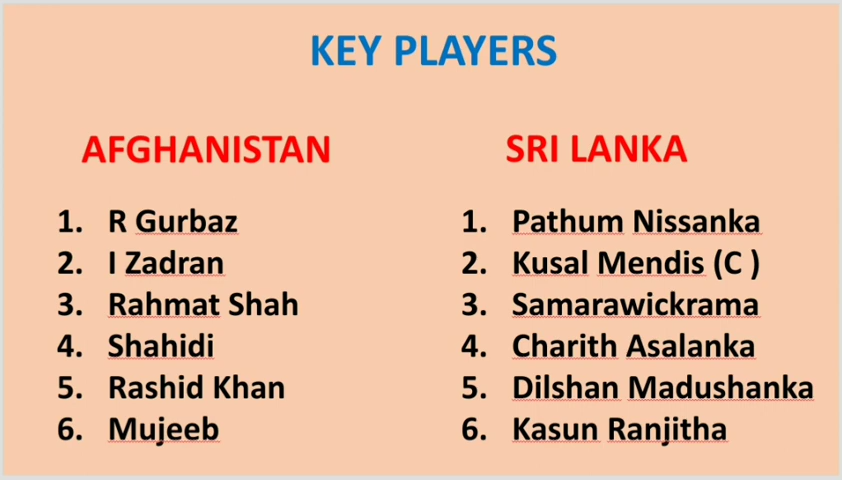 KEY PLAYERS
AFGHANISTAN
1. R Gurbaz
2. I Zadran
3. Rahmat Shah
4. Shahidi
5. Rashid Khan
6. Mujeeb
SRI LANKA
1. Pathum Nissanka
2. Kusal Mendis (C )
3. Samarawickrama
4. Charith Asalanka
5. Dilshan Madushanka
6. Kasun Ranjitha